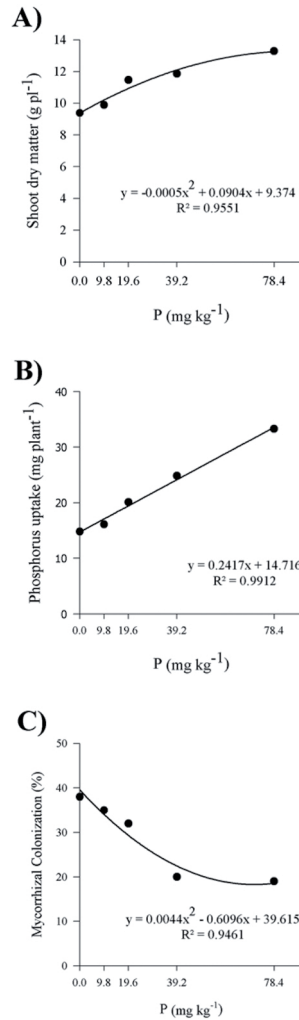 A)
Shoot dry matter (g pl⁻¹)
14
12
10
8
6
4
2
0
y = -0.0005x² + 0.0904x + 9.374
R² = 0.9551
0.0 9.8 19.6 39.2 78.4
P (mg kg⁻¹)
B)
Phosphorus uptake (mg plant⁻¹)
40
30
20
10
0
y = 0.2417x + 14.716
R² = 0.9912
0.0 9.8 19.6 39.2 78.4
P (mg kg⁻¹)
C)
Mycorrhizal Colonization (%)
50
40
30
20
10
0
y = 0.0044x² - 0.6096x + 39.615
R² = 0.9461
0.0 9.8 19.6 39.2 78.4
P (mg kg⁻¹)